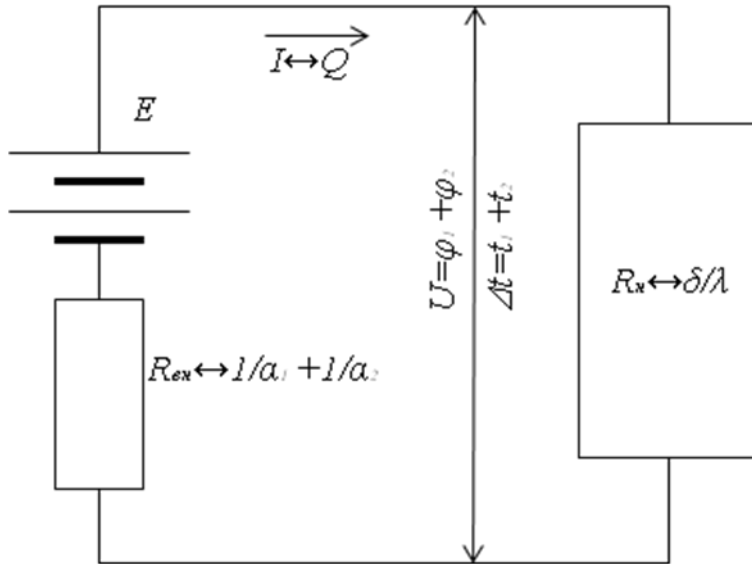 I↔Q
E
U=φ₁+φ₂
Δt=t₁+t₂
Rн↔δ/λ
Rвн↔1/α₁+1/α₂